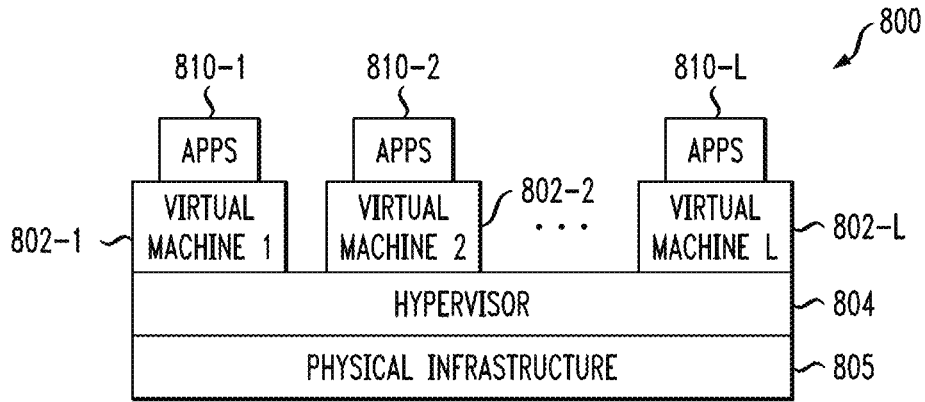 800
810-1 810-2 810-L
APPS APPS APPS
802-1 VIRTUAL MACHINE 1
VIRTUAL MACHINE 2 802-2
...
VIRTUAL MACHINE L 802-L
HYPERVISOR 804
PHYSICAL INFRASTRUCTURE 805